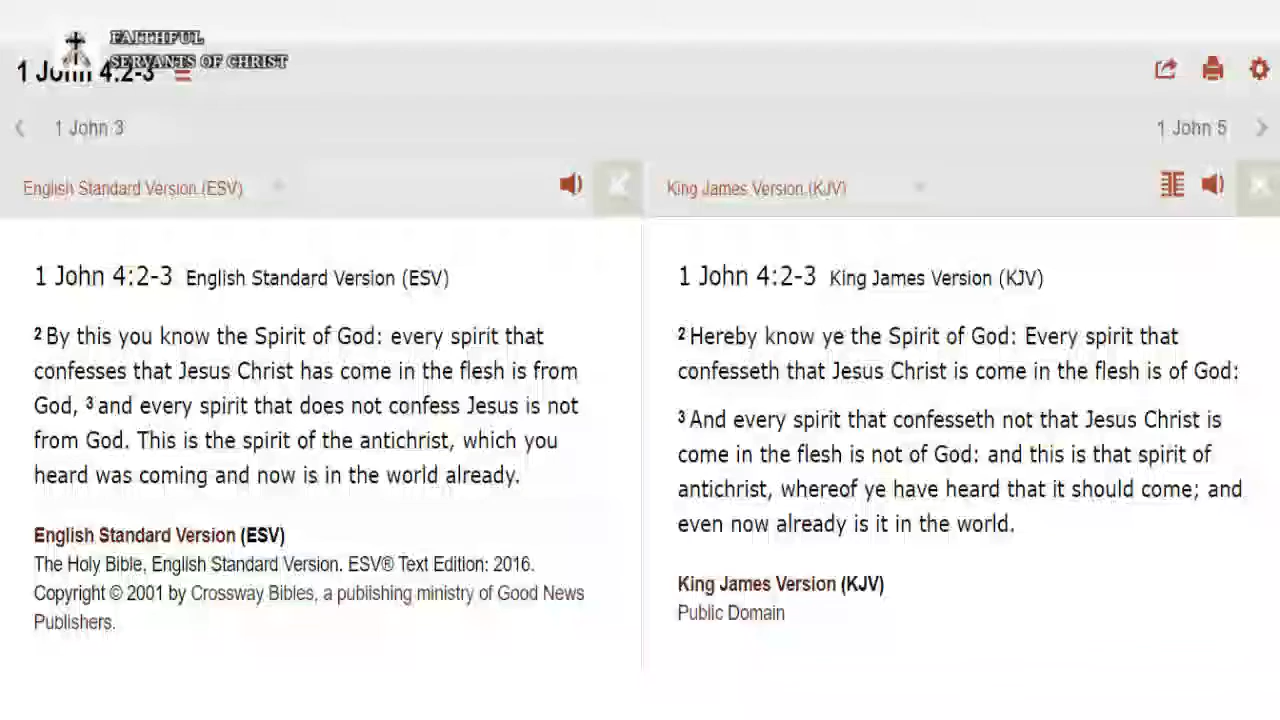 FAITHFUL
SERVANTS OF CHRIST
1 John 4:2-3
1 John 3
1 John 5
English Standard Version (ESV)
King James Version (KJV)
1 John 4:2-3 English Standard Version (ESV)
2 By this you know the Spirit of God: every spirit that
confesses that Jesus Christ has come in the flesh is from
God, 3 and every spirit that does not confess Jesus is not
from God. This is the spirit of the antichrist, which you
heard was coming and now is in the world already.
English Standard Version (ESV)
The Holy Bible, English Standard Version. ESV® Text Edition: 2016.
Copyright © 2001 by Crossway Bibles, a publishing ministry of Good News
Publishers.
1 John 4:2-3 King James Version (KJV)
2 Hereby know ye the Spirit of God: Every spirit that
confesseth that Jesus Christ is come in the flesh is of God:
3 And every spirit that confesseth not that Jesus Christ is
come in the flesh is not of God: and this is that spirit of
antichrist, whereof ye have heard that it should come; and
even now already is it in the world.
King James Version (KJV)
Public Domain